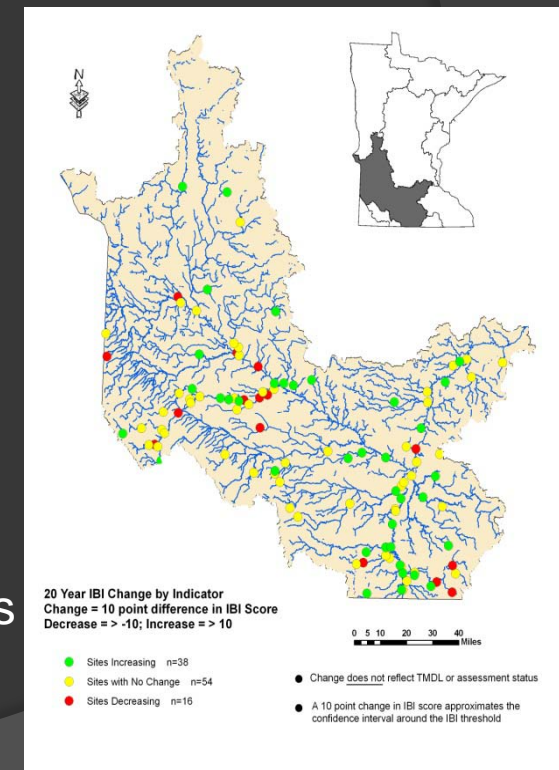 N
s
20 Year IBI Change by Indicator
Change = 10 point difference in IBI Score
Decrease = > -10; Increase = > 10
Sites Increasing n=38
Sites with No Change n=54
Sites Decreasing n=16
0 5 10 20 30 40
Miles
● Change does not reflect TMDL or assessment status
● A 10 point change in IBI score approximates the
confidence interval around the IBI threshold